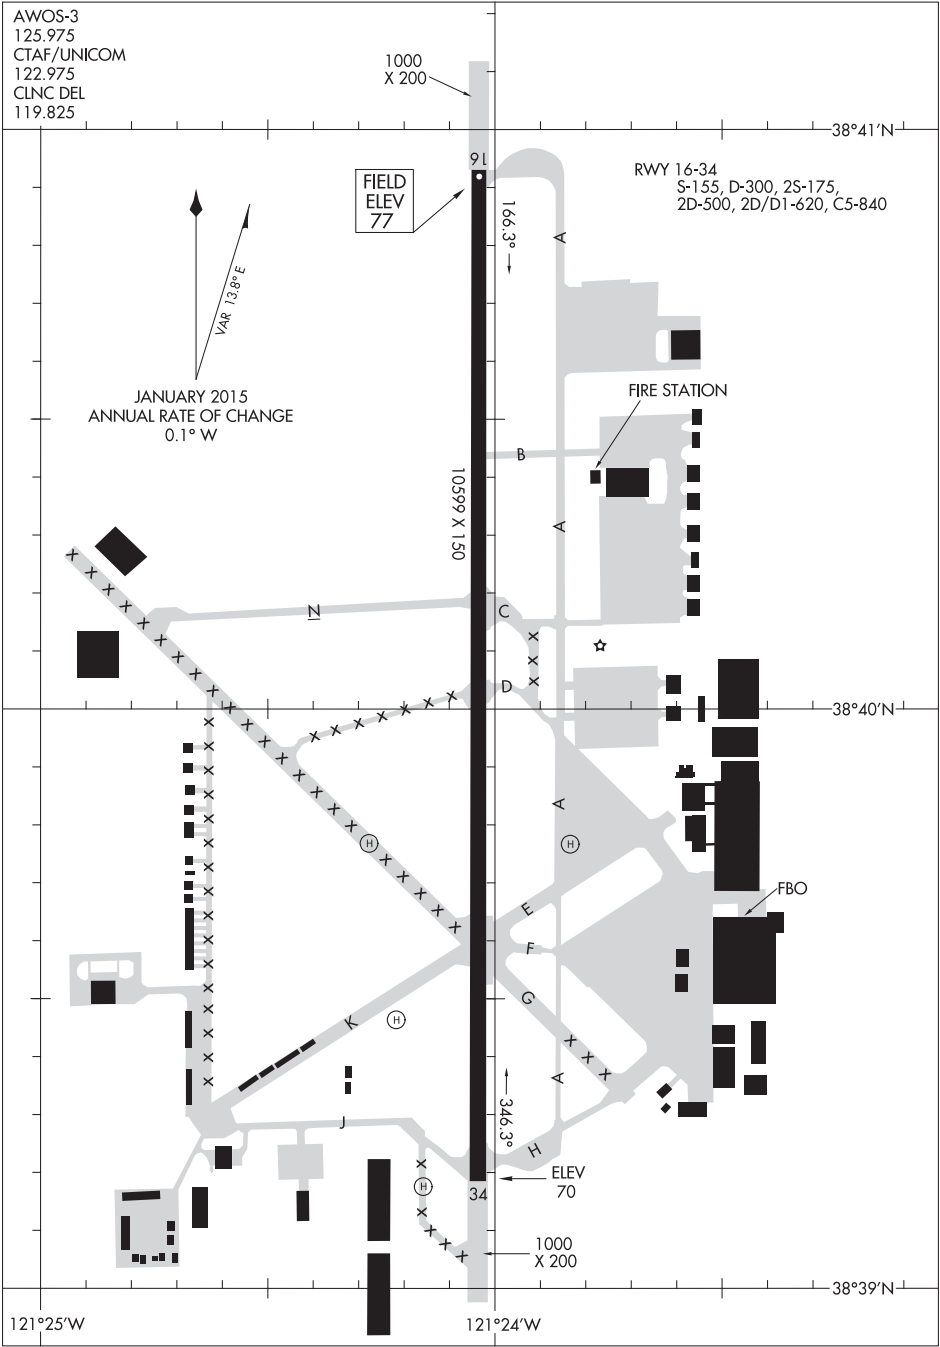 AWOS-3
125.975
CTAF/UNICOM
122.975
CLNC DEL
119.825
1000
X 200
38°41'N
16
RWY 16-34
S-155, D-300, 2S-175,
2D-500, 2D/D1-620, C5-840
FIELD
ELEV
77
166.3°
A
VAR 13.8° E
JANUARY 2015
ANNUAL RATE OF CHANGE
0.1° W
FIRE STATION
B
10599 X 150
A
X X X X X X X X X X X X X X X X X X X X X X X
N
C
X X X
D
X X X X X X X
38°40'N
X X X X X X X X X X X X X X X X
A
H
H
FBO
E
F
G
K
H
X X X
A
346.3°
J
H
X X X X X
H
ELEV
70
34
1000
X 200
38°39'N
121°25'W
121°24'W